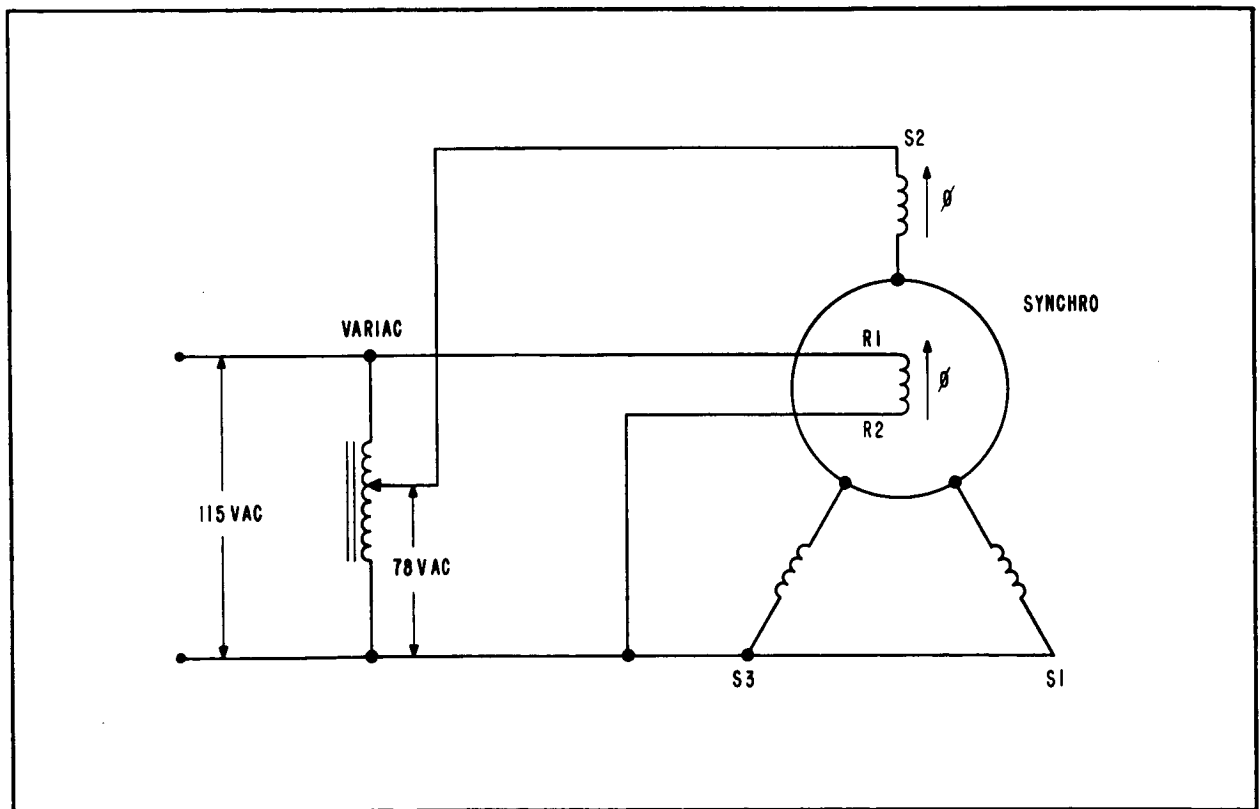 S2
Ø
SYNCHRO
VARIAC
R1
Ø
R2
115 VAC
78 VAC
S3
S1